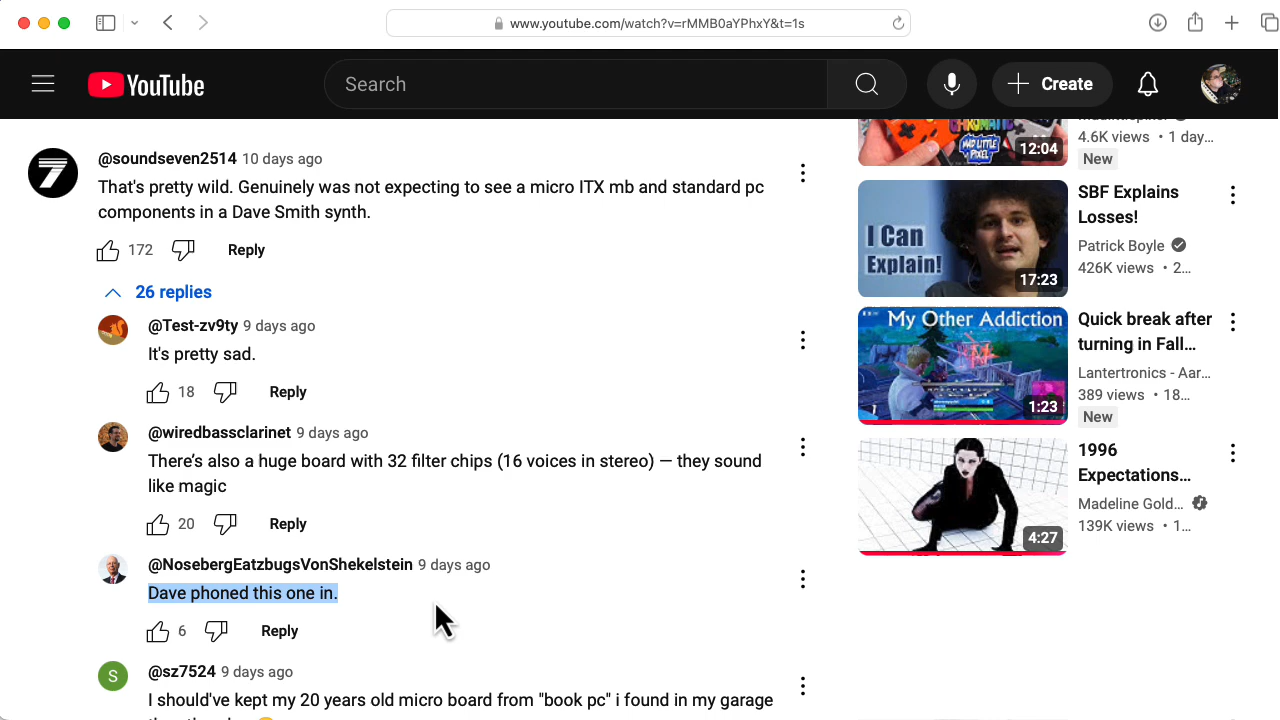 www.youtube.com/watch?v=rMMB0aYPhxY&t=1s
YouTube
Search
Create
@soundseven2514 10 days ago
That's pretty wild. Genuinely was not expecting to see a micro ITX mb and standard pc
components in a Dave Smith synth.
172
Reply
26 replies
@Test-zv9ty 9 days ago
It's pretty sad.
18
Reply
@wiredbassclarinet 9 days ago
There's also a huge board with 32 filter chips (16 voices in stereo) — they sound
like magic
20
Reply
@NosebergEatzbugsVonShekelstein 9 days ago
Dave phoned this one in.
6
Reply
S
@sz7524 9 days ago
I should've kept my 20 years old micro board from "book pc" i found in my garage
CHROMATIC
MAD LITTLE
PIXEL
12:04
4.6K views • 1 day...
New
I Can
Explain!
17:23
SBF Explains
Losses!
Patrick Boyle
426K views • 2...
My Other Addiction
1:23
Quick break after
turning in Fall...
Lantertronics - Aar...
389 views • 18...
New
4:27
1996
Expectations...
Madeline Gold...
139K views • 1...